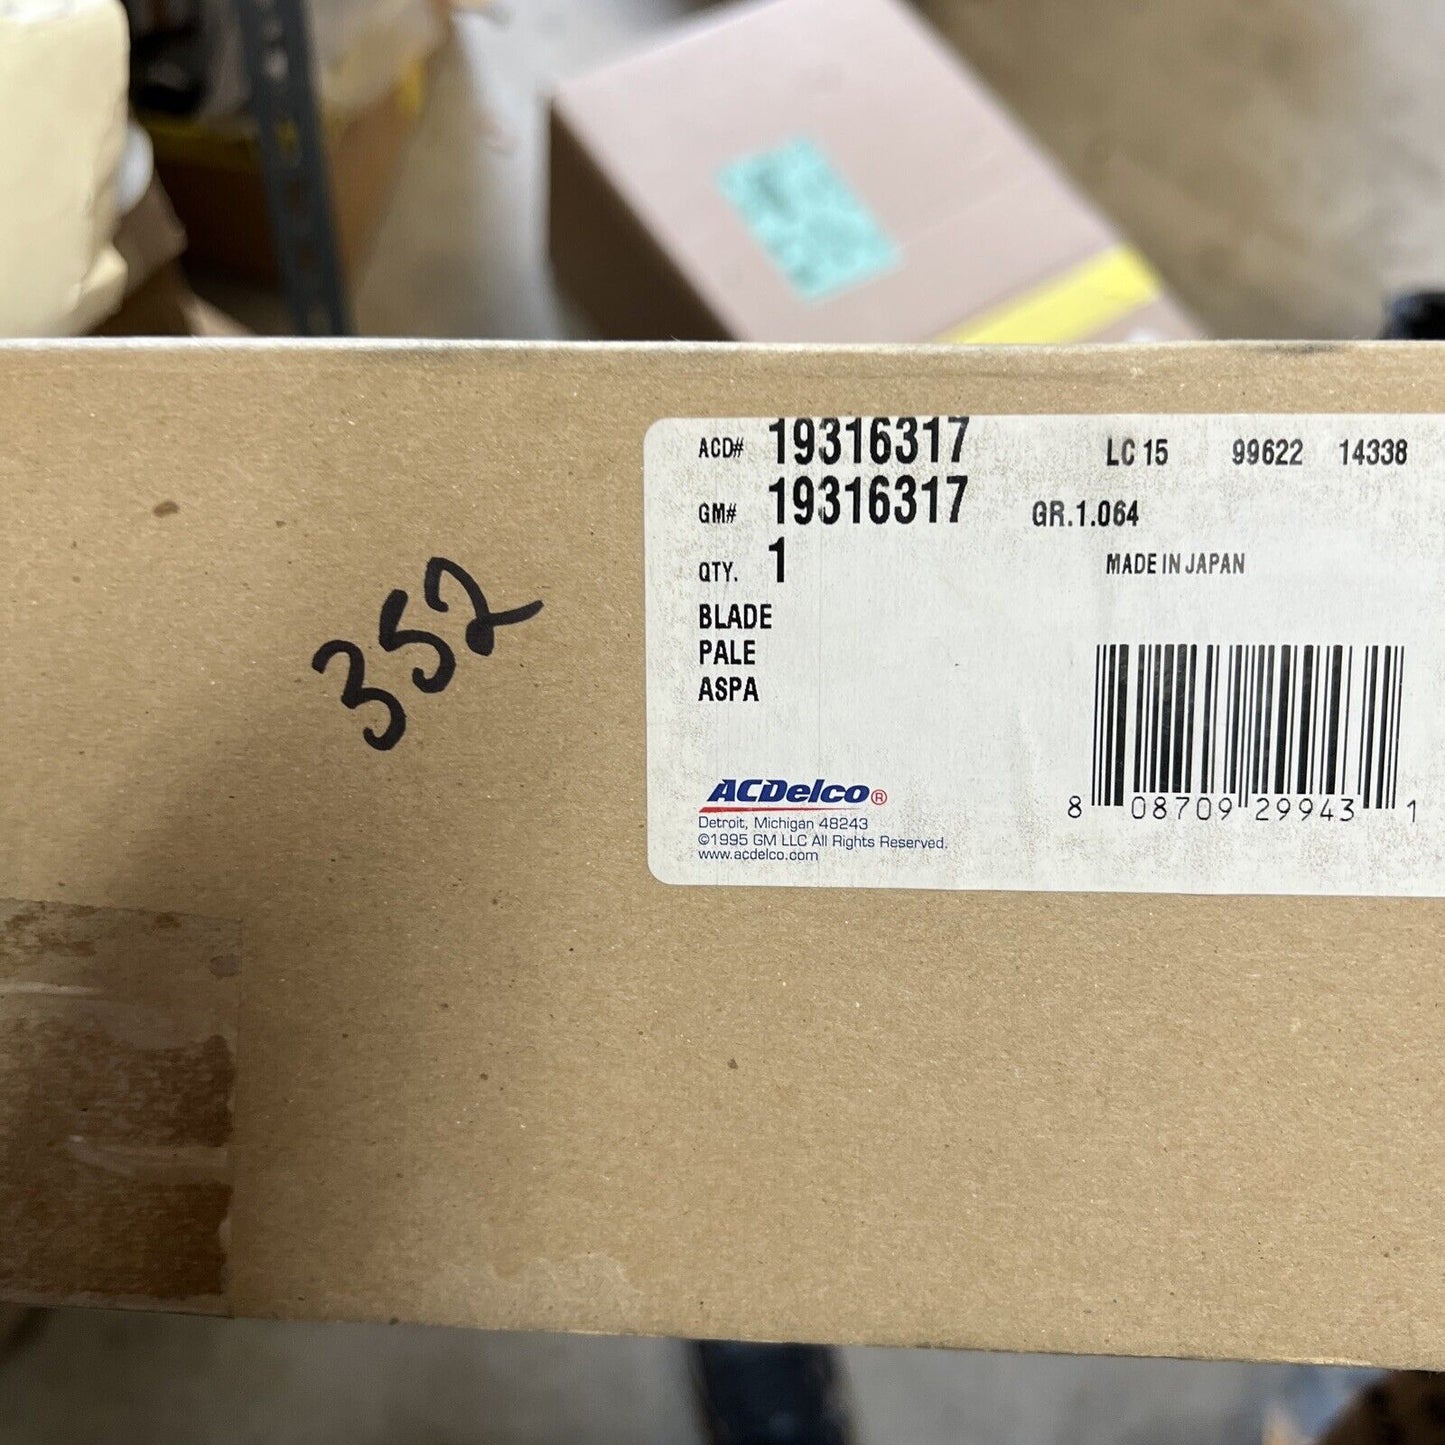 352
ACD# 19316317 LC 15 99622 14338
GM# 19316317 GR.1.064
QTY. 1 MADE IN JAPAN
BLADE
PALE
ASPA
ACDelco®
Detroit, Michigan 48243
©1995 GM LLC All Rights Reserved.
www.acdelco.com
8 08709 29943 1